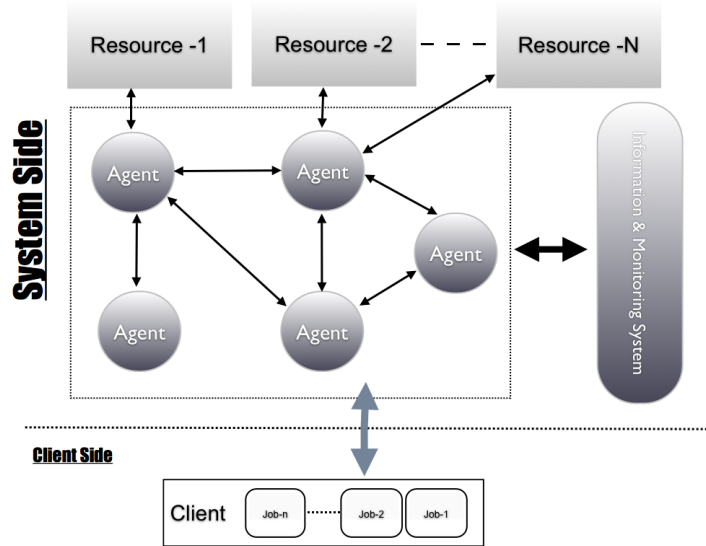 Resource -1
Resource -2
Resource -N
System Side
Agent
Agent
Agent
Agent
Agent
Information & Monitoring System
Client Side
Client
Job-n
Job-2
Job-1